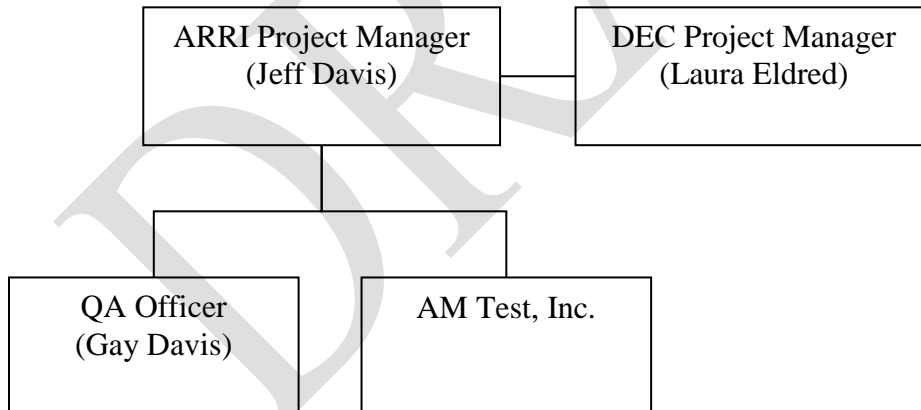 ARRI Project Manager
(Jeff Davis)
DEC Project Manager
(Laura Eldred)
QA Officer
(Gay Davis)
AM Test, Inc.